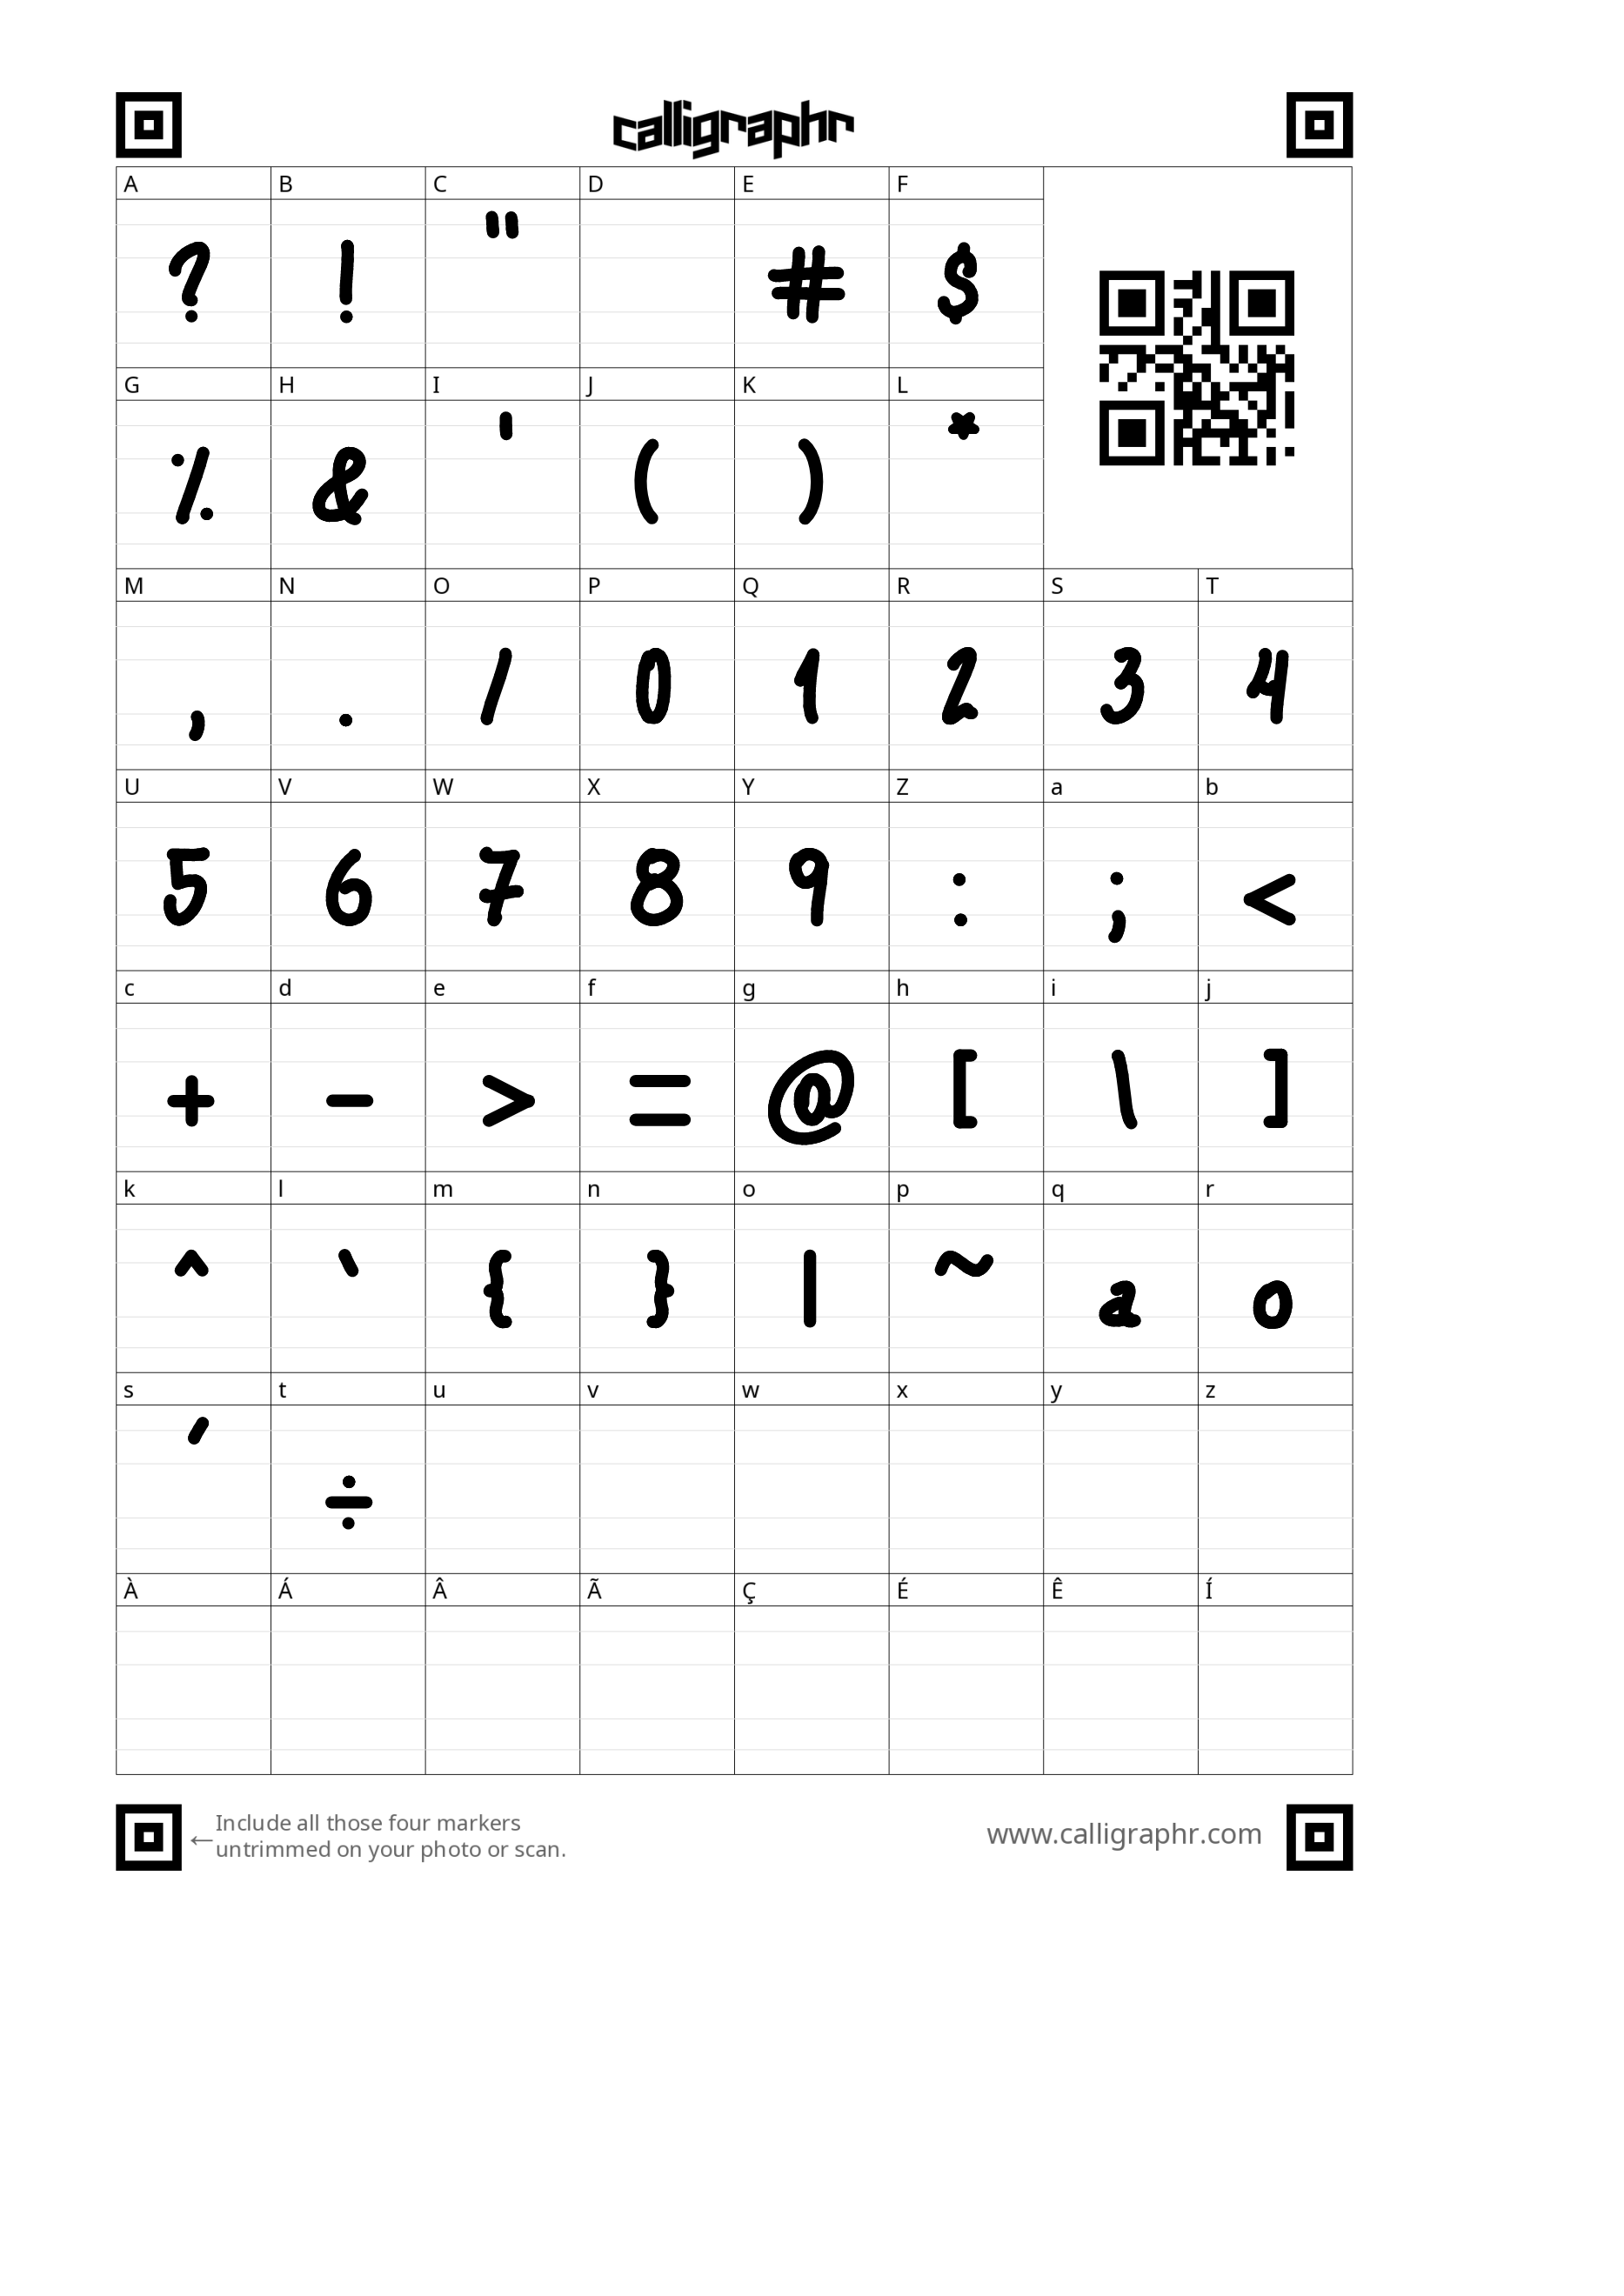 calligraphr
A B C D E F
? ! " # $
G H I J K L
% & ' ( ) *
M N O P Q R S T
, . / 0 1 2 3 4
U V W X Y Z a b
5 6 7 8 9 : ; <
c d e f g h i j
+ - > = @ [ \ ]
k l m n o p q r
^ ` { } | ~ a o
s t u v w x y z
´ ÷
À Á Â Ã Ç É Ê Í
←Include all those four markers
untrimmed on your photo or scan.
www.calligraphr.com